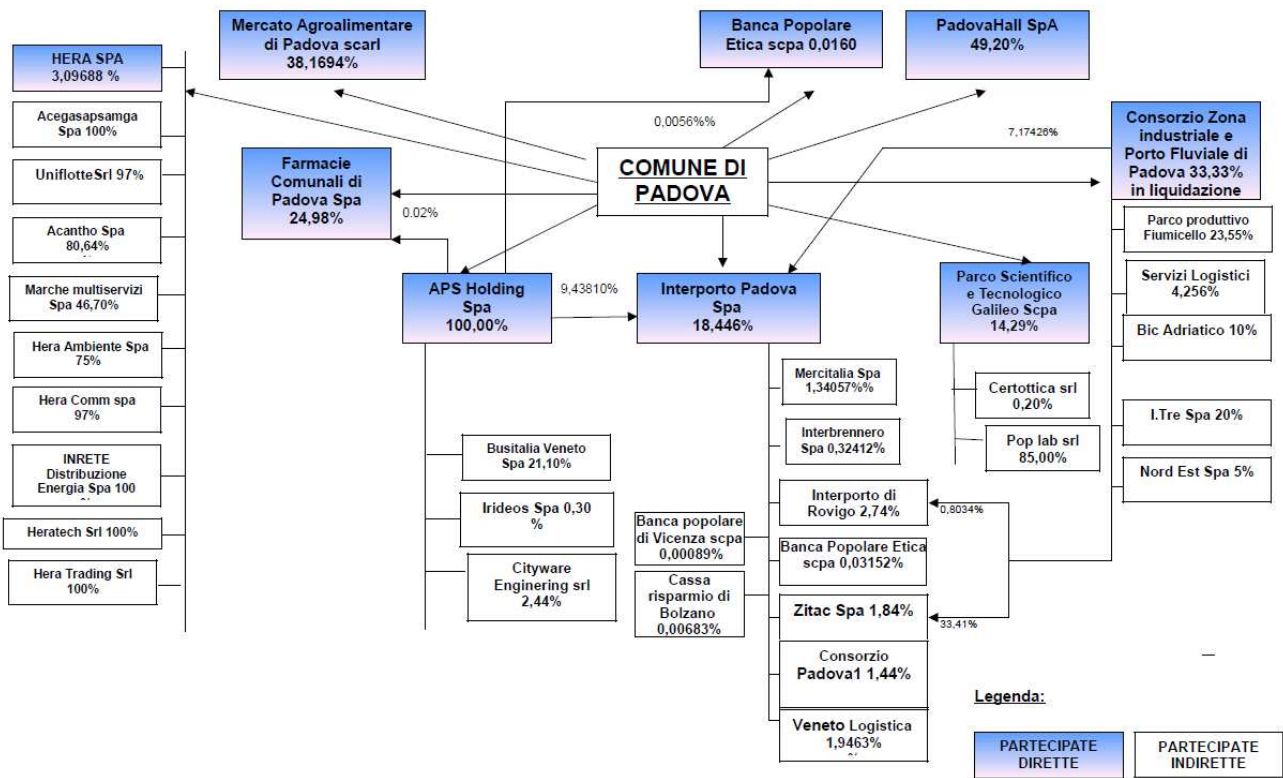 Mercato Agroalimentare
di Padova scarl
38,1694%
Banca Popolare
Etica scpa 0,0160
PadovaHall SpA
49,20%
HERA SPA
3,09688 %
Acegasapsamga
Spa 100%
UniflotteSrl 97%
Acantho Spa
80,64%
Marche multiservizi
Spa 46,70%
Hera Ambiente Spa
75%
Hera Comm spa
97%
INRETE
Distribuzione
Energia Spa 100
Heratech Srl 100%
Hera Trading Srl
100%
0,0056%%
7,17426%
COMUNE DI
PADOVA
Farmacie
Comunali di
Padova Spa
24,98%
0.02%
Consorzio Zona
industriale e
Porto Fluviale di
Padova 33,33%
in liquidazione
APS Holding
Spa
100,00%
9,43810%
Interporto Padova
Spa
18,446%
Parco Scientifico
e Tecnologico
Galileo Scpa
14,29%
Parco produttivo
Fiumicello 23,55%
Servizi Logistici
4,256%
Bic Adriatico 10%
I.Tre Spa 20%
Nord Est Spa 5%
Certottica srl
0,20%
Pop lab srl
85,00%
Busitalia Veneto
Spa 21,10%
Irideos Spa 0,30
%
Cityware
Enginering srl
2,44%
Mercitalia Spa
1,34057%%
Interbrennero
Spa 0,32412%
Interporto di
Rovigo 2,74%
0,8034%
Banca popolare
di Vicenza scpa
0,00089%
Banca Popolare Etica
scpa 0,03152%
Cassa
risparmio di
Bolzano
0,00683%
Zitac Spa 1,84%
33,41%
Consorzio
Padova1 1,44%
Veneto Logistica
1,9463%
Legenda:
PARTECIPATE
DIRETTE
PARTECIPATE
INDIRETTE